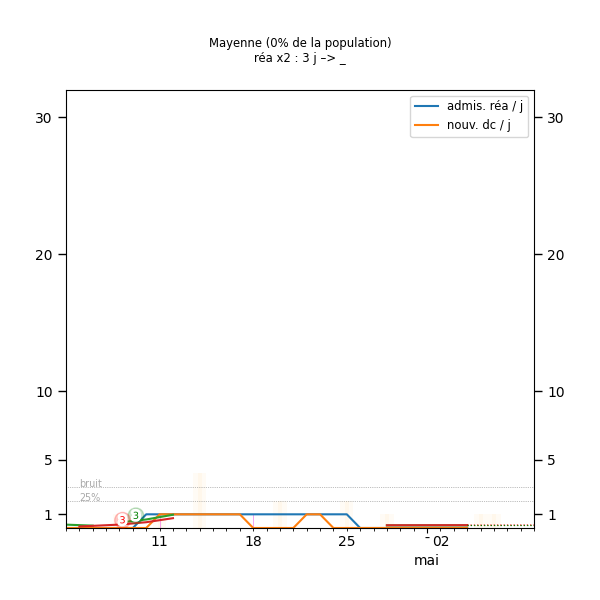 Mayenne (0% de la population)
réa x2 : 3 j –> _
admis. réa / j
nouv. dc / j
30 30
20 20
10 10
5 5
bruit
25%
3 3
1 1
11 18 25 - 02
mai